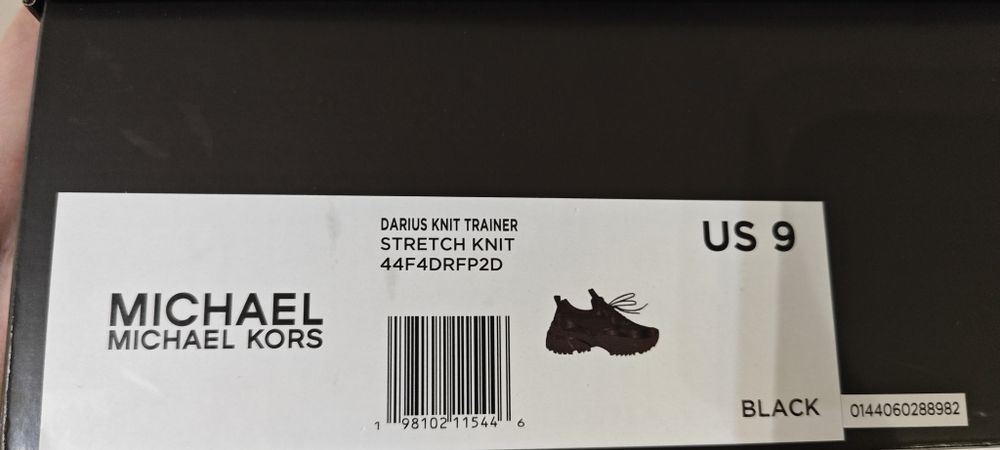 DARIUS KNIT TRAINER
STRETCH KNIT
44F4DRFP2D
US 9
MICHAEL
MICHAEL KORS
1 98102 11544 6
BLACK
0144060288982